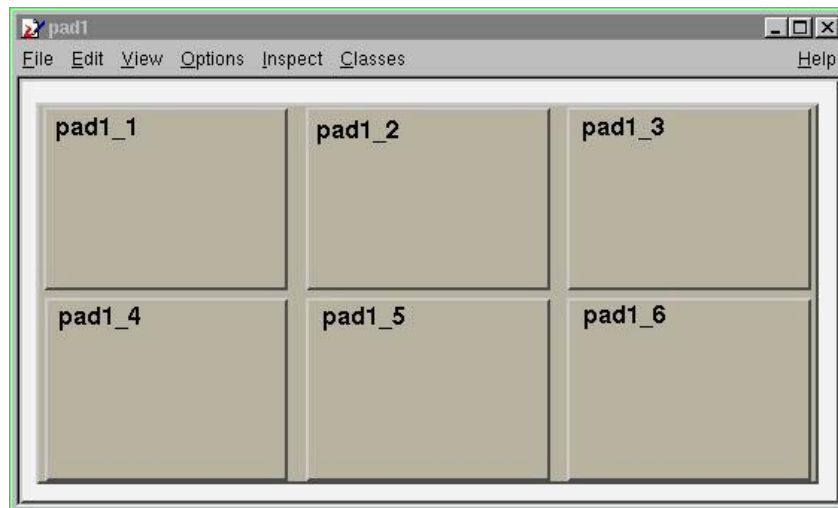 pad1
File Edit View Options Inspect Classes Help
pad1_1 pad1_2 pad1_3
pad1_4 pad1_5 pad1_6